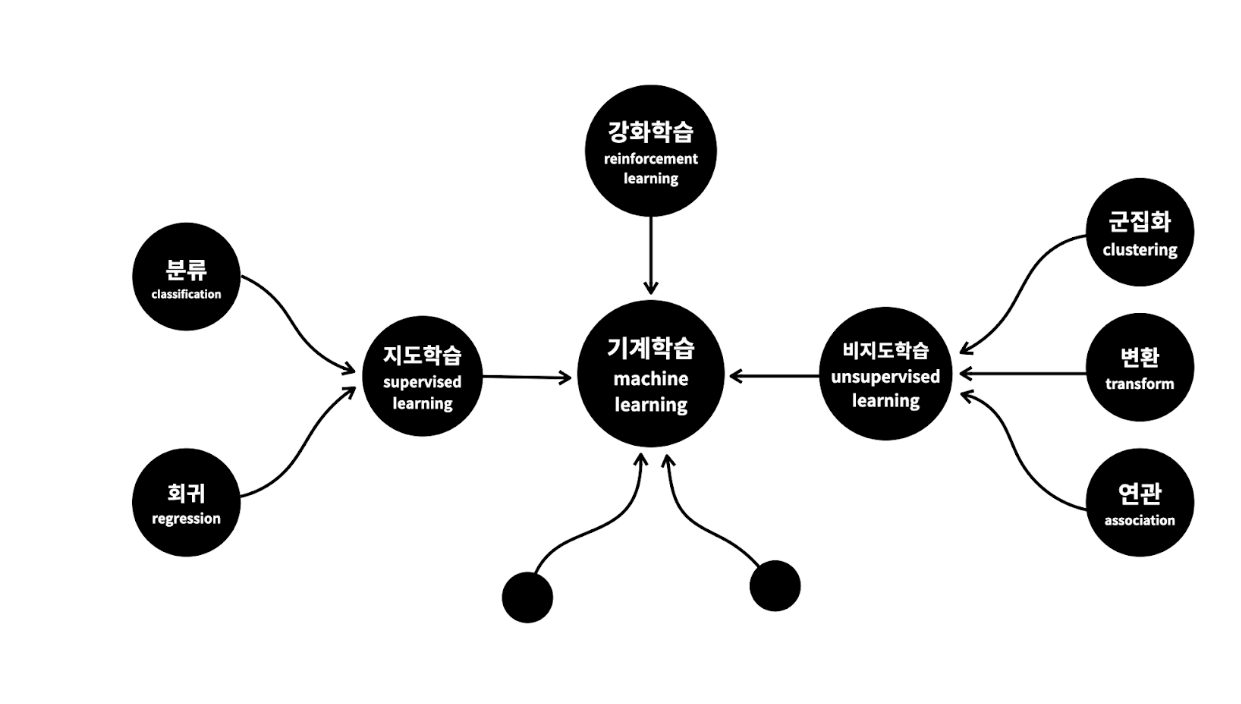 강화학습
reinforcement
learning
분류
classification
회귀
regression
지도학습
supervised
learning
기계학습
machine
learning
비지도학습
unsupervised
learning
군집화
clustering
변환
transform
연관
association